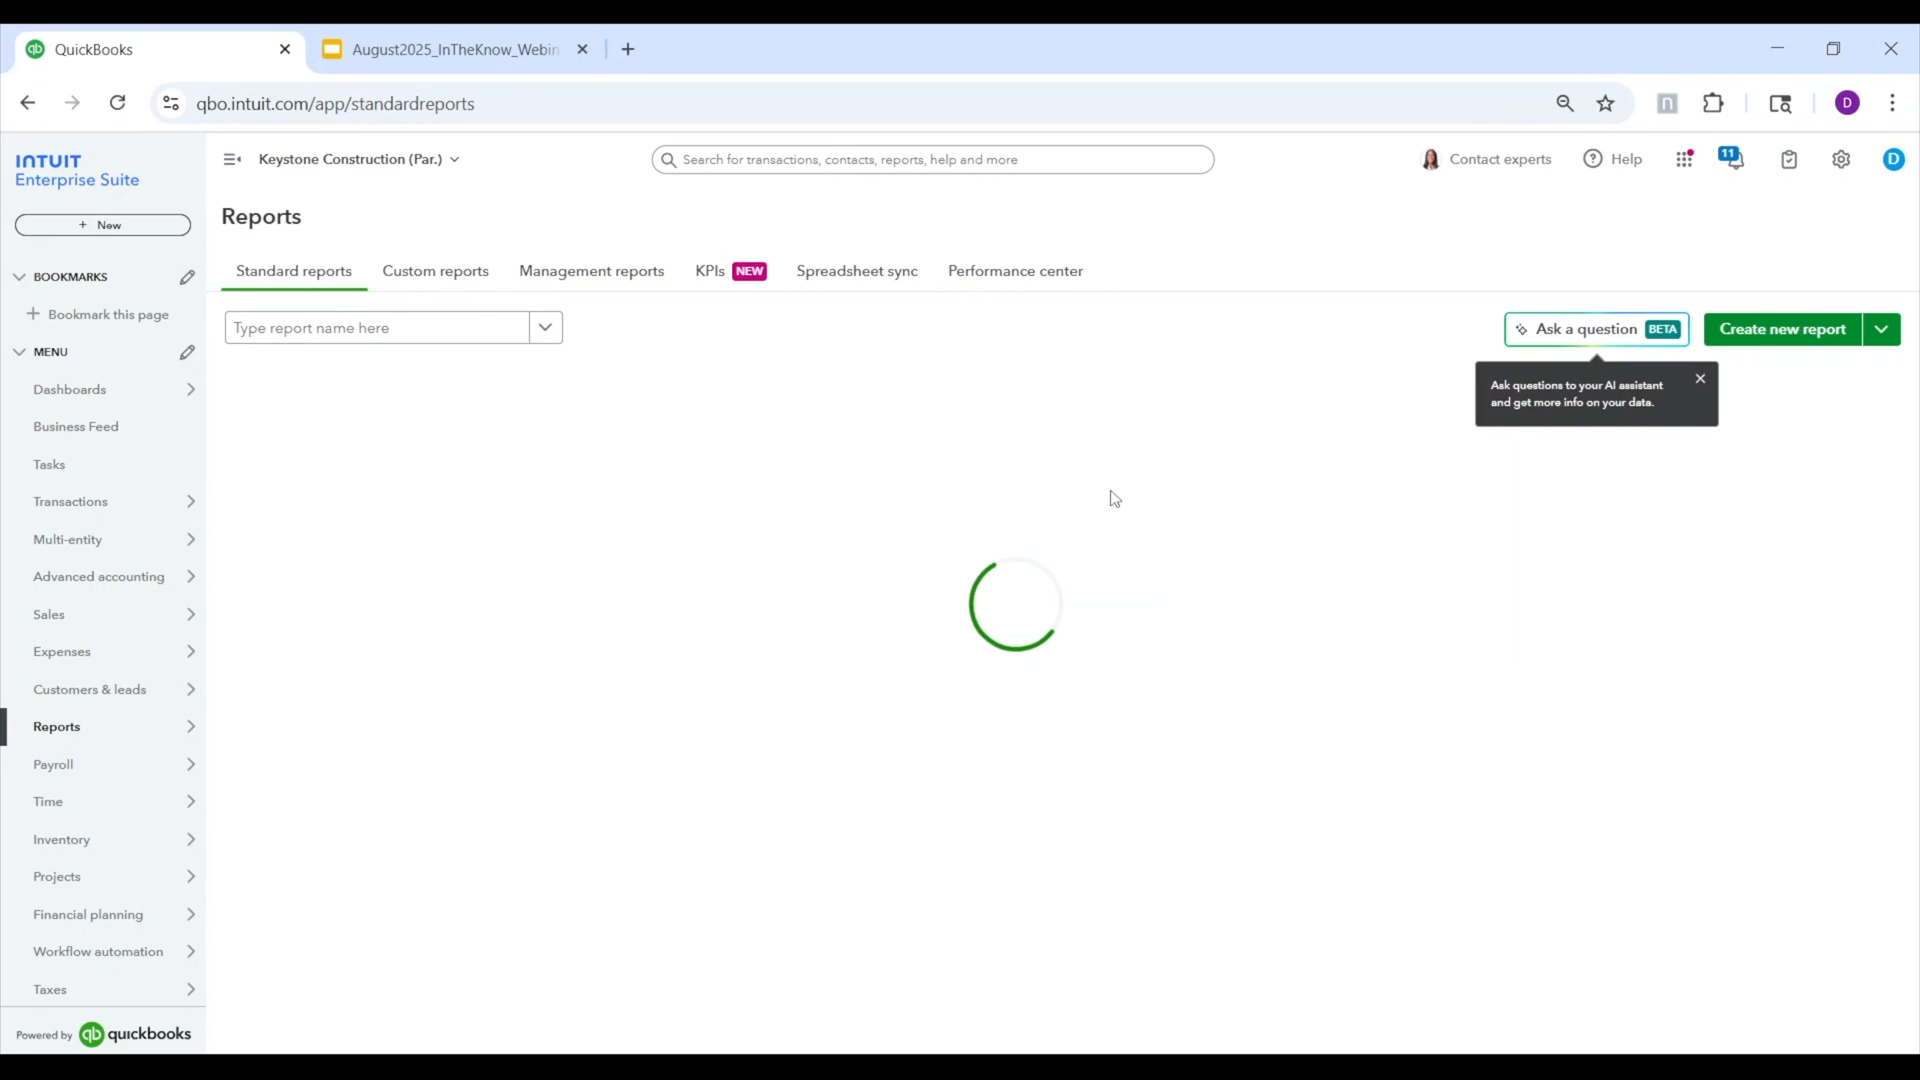 QuickBooks
August2025_InTheKnow_Webin
qbo.intuit.com/app/standardreports
D
INTUIT
Enterprise Suite
Keystone Construction (Par.)
Search for transactions, contacts, reports, help and more
Contact experts
Help
11
D
+ New
Reports
BOOKMARKS
Bookmark this page
Standard reports
Custom reports
Management reports
KPIs NEW
Spreadsheet sync
Performance center
Type report name here
Ask a question BETA
Create new report
Ask questions to your AI assistant
and get more info on your data.
MENU
Dashboards
Business Feed
Tasks
Transactions
Multi-entity
Advanced accounting
Sales
Expenses
Customers & leads
Reports
Payroll
Time
Inventory
Projects
Financial planning
Workflow automation
Taxes
Powered by qb quickbooks